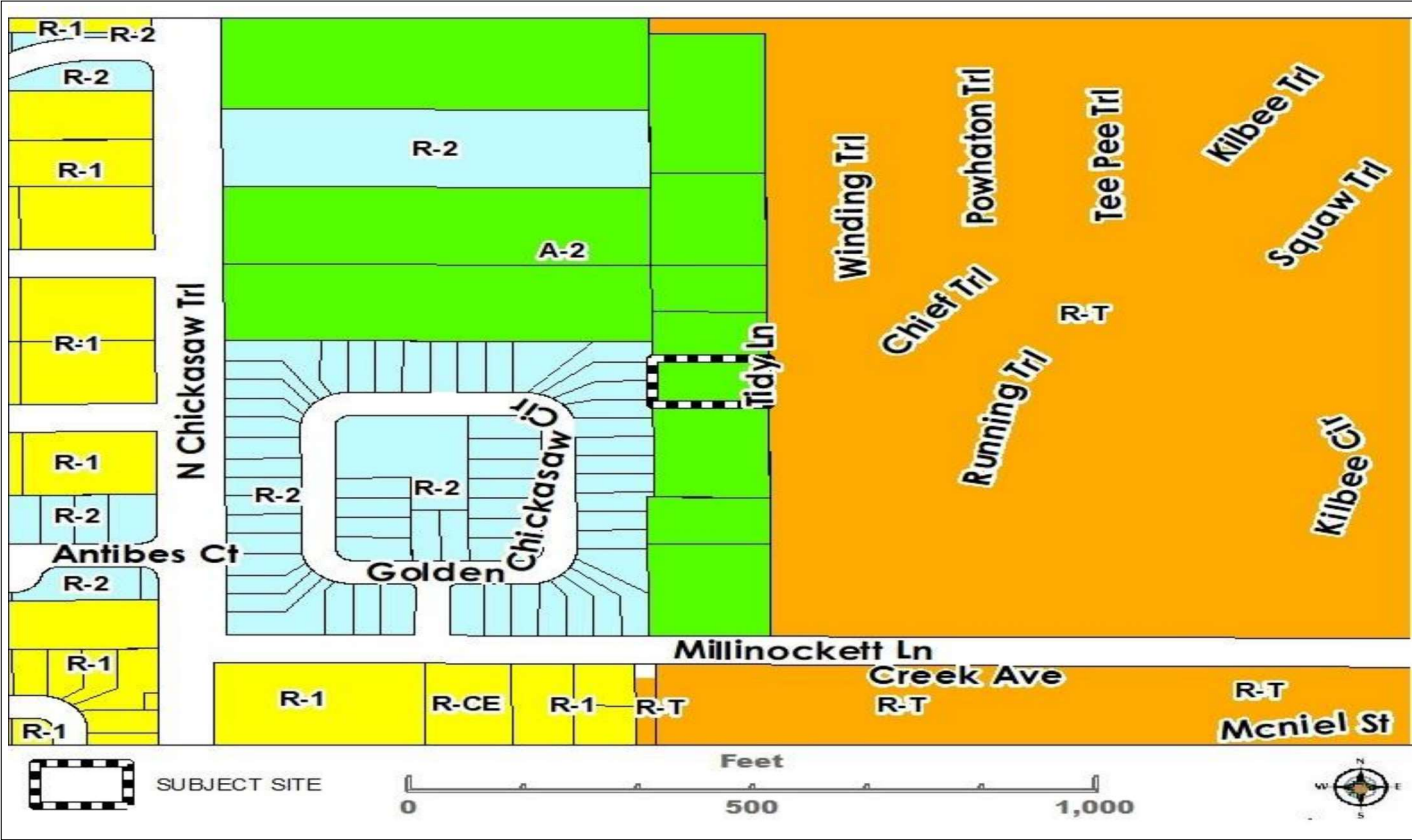 R-1
R-2
R-2
R-1
R-1
R-1
R-2
Antibes Ct
R-2
R-1
R-1
N Chickasaw Trl
R-2
A-2
R-2
R-2
Golden
Chickasaw
Cir
Tidy Ln
Winding Trl
Powhaton Trl
Tee Pee Trl
Kilbee Trl
Squaw Trl
Chief Trl
R-T
Running Trl
Kilbee Cir
Millinockett Ln
Creek Ave
R-1
R-CE
R-1
R-T
R-T
R-T
Mcniel St
SUBJECT SITE
Feet
0 500 1,000
N
W E
S